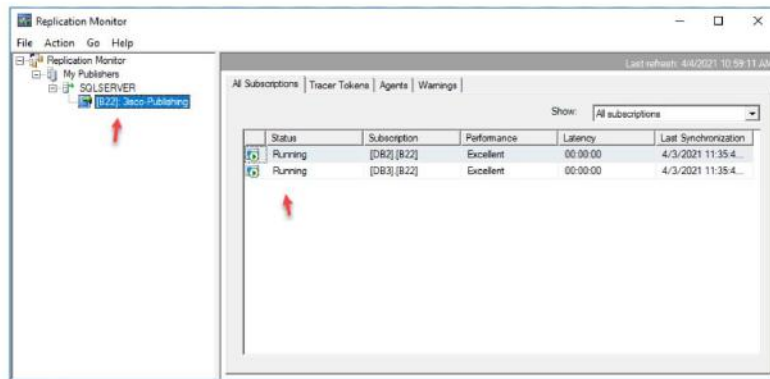 Replication Monitor
File Action Go Help
Replication Monitor
My Publishers
SQLSERVER
[B22]: 3isco-Publishing
Last refresh: 4/4/2021 10:59:11 AM
All Subscriptions Tracer Tokens Agents Warnings
Show: All subscriptions
Status Subscription Performance Latency Last Synchronization
Running [DB2].[B22] Excellent 00:00:00 4/3/2021 11:35:4...
Running [DB3].[B22] Excellent 00:00:00 4/3/2021 11:35:4...